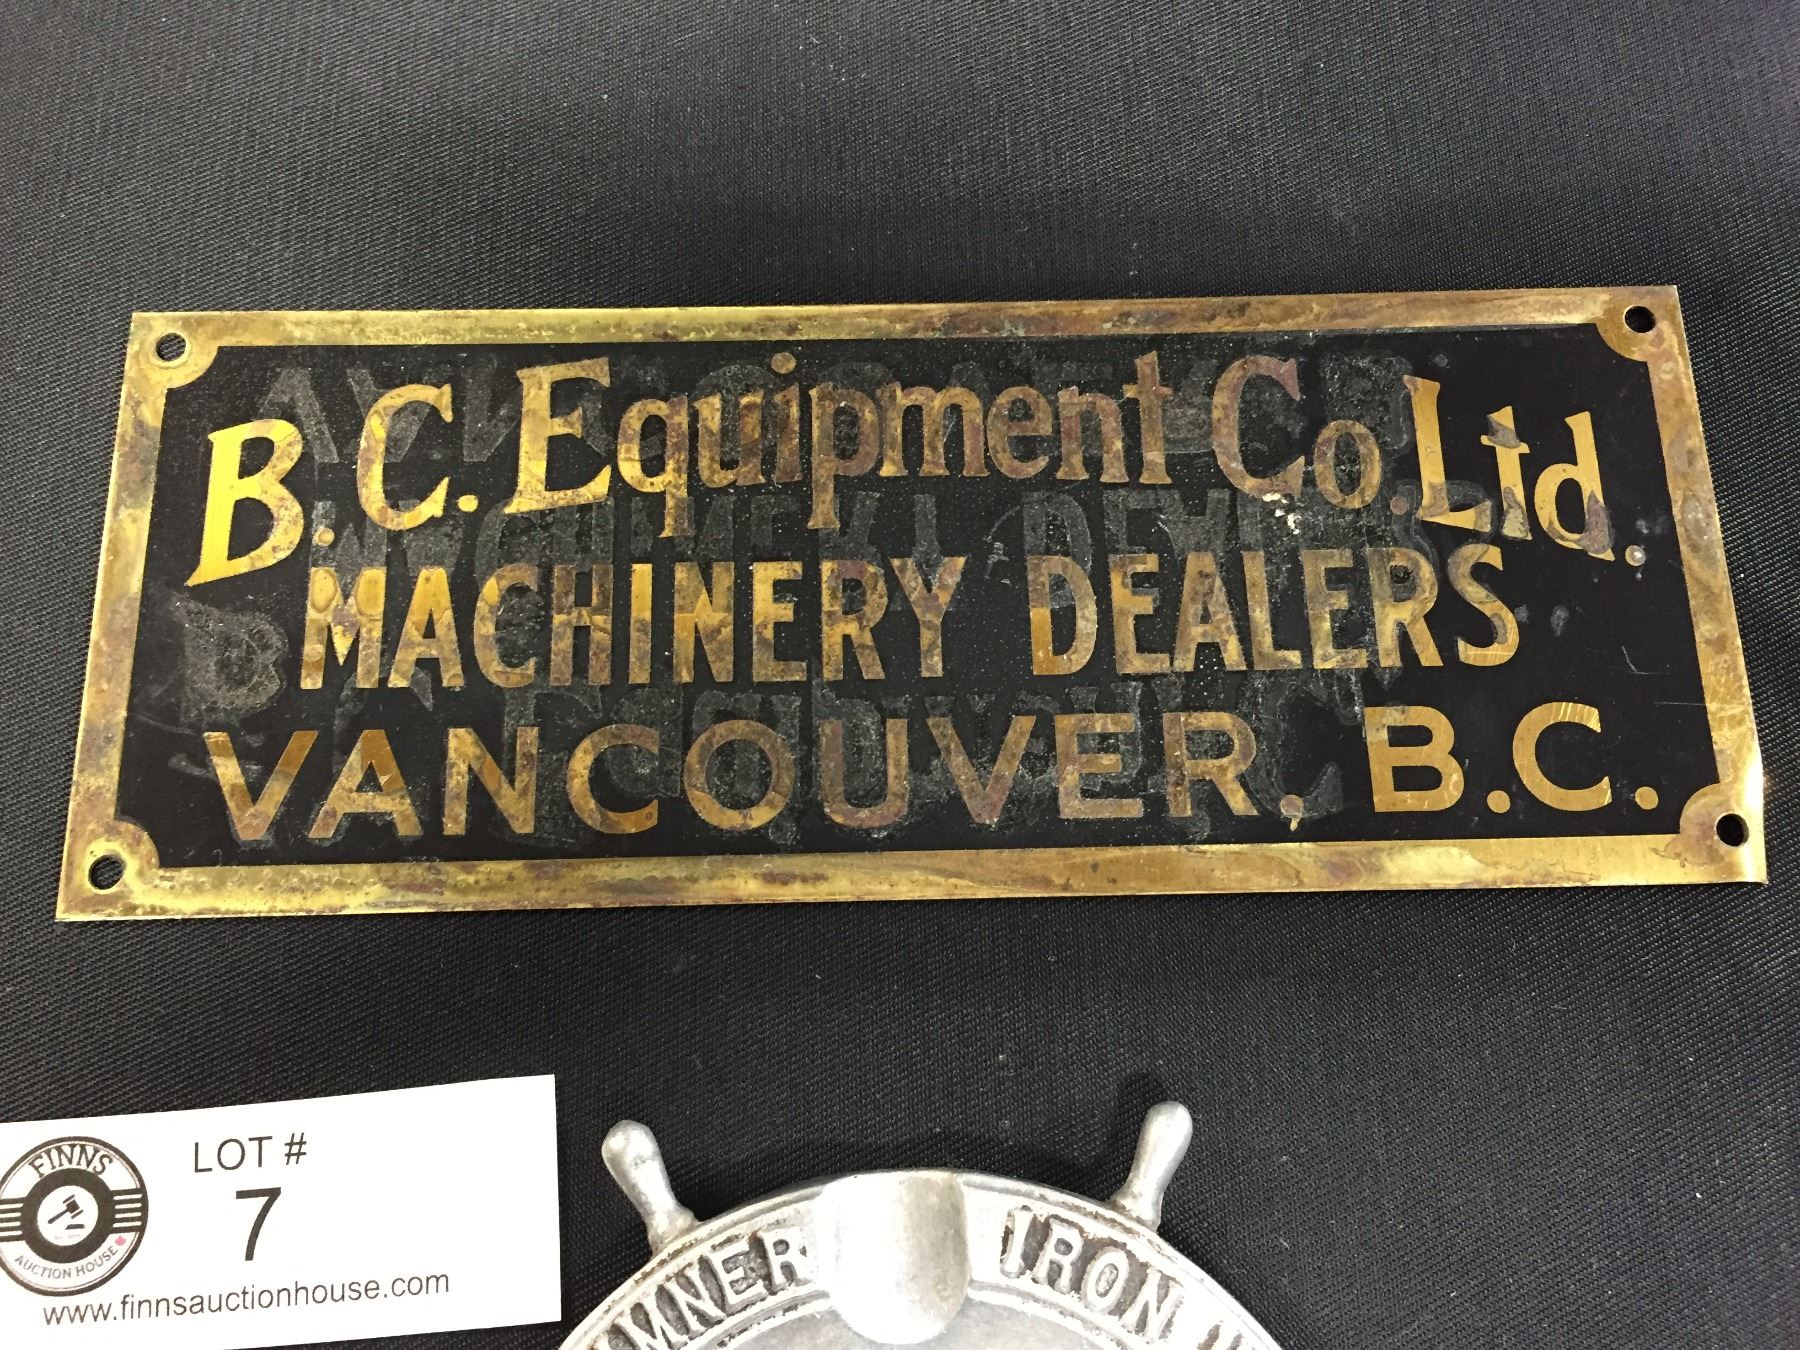 B.C. Equipment Co. Ltd.
MACHINERY DEALERS
VANCOUVER, B.C.
FINNS
AUCTION HOUSE
LOT #
7
www.finnsauctionhouse.com
IRON